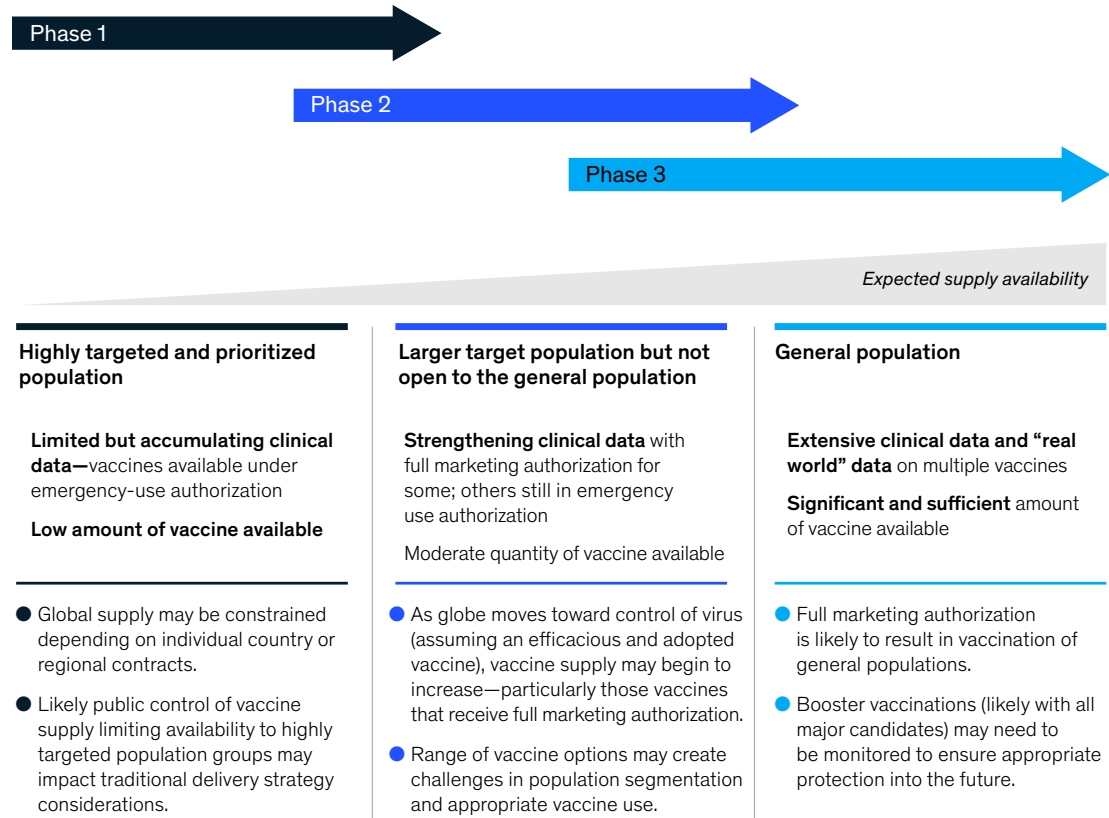 Phase 1
Phase 2
Phase 3
Expected supply availability
Highly targeted and prioritized
population
Limited but accumulating clinical
data—vaccines available under
emergency-use authorization
Low amount of vaccine available
● Global supply may be constrained
depending on individual country or
regional contracts.
● Likely public control of vaccine
supply limiting availability to highly
targeted population groups may
impact traditional delivery strategy
considerations.
Larger target population but not
open to the general population
Strengthening clinical data with
full marketing authorization for
some; others still in emergency
use authorization
Moderate quantity of vaccine available
● As globe moves toward control of virus
(assuming an efficacious and adopted
vaccine), vaccine supply may begin to
increase—particularly those vaccines
that receive full marketing authorization.
● Range of vaccine options may create
challenges in population segmentation
and appropriate vaccine use.
General population
Extensive clinical data and “real
world” data on multiple vaccines
Significant and sufficient amount
of vaccine available
● Full marketing authorization
is likely to result in vaccination of
general populations.
● Booster vaccinations (likely with all
major candidates) may need to
be monitored to ensure appropriate
protection into the future.